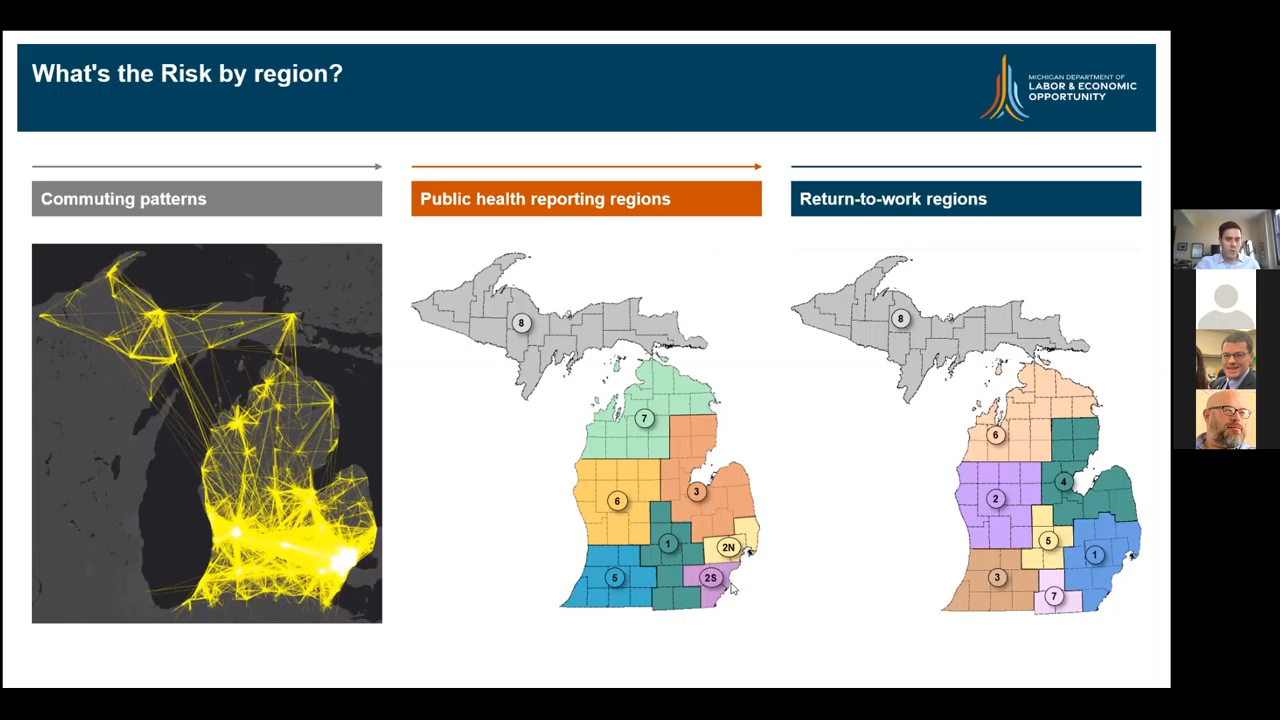 What's the Risk by region?
MICHIGAN DEPARTMENT OF
LABOR & ECONOMIC
OPPORTUNITY
Commuting patterns
Public health reporting regions
Return-to-work regions
8
7
6
3
1
2N
5
2S
8
6
4
2
5
1
3
7